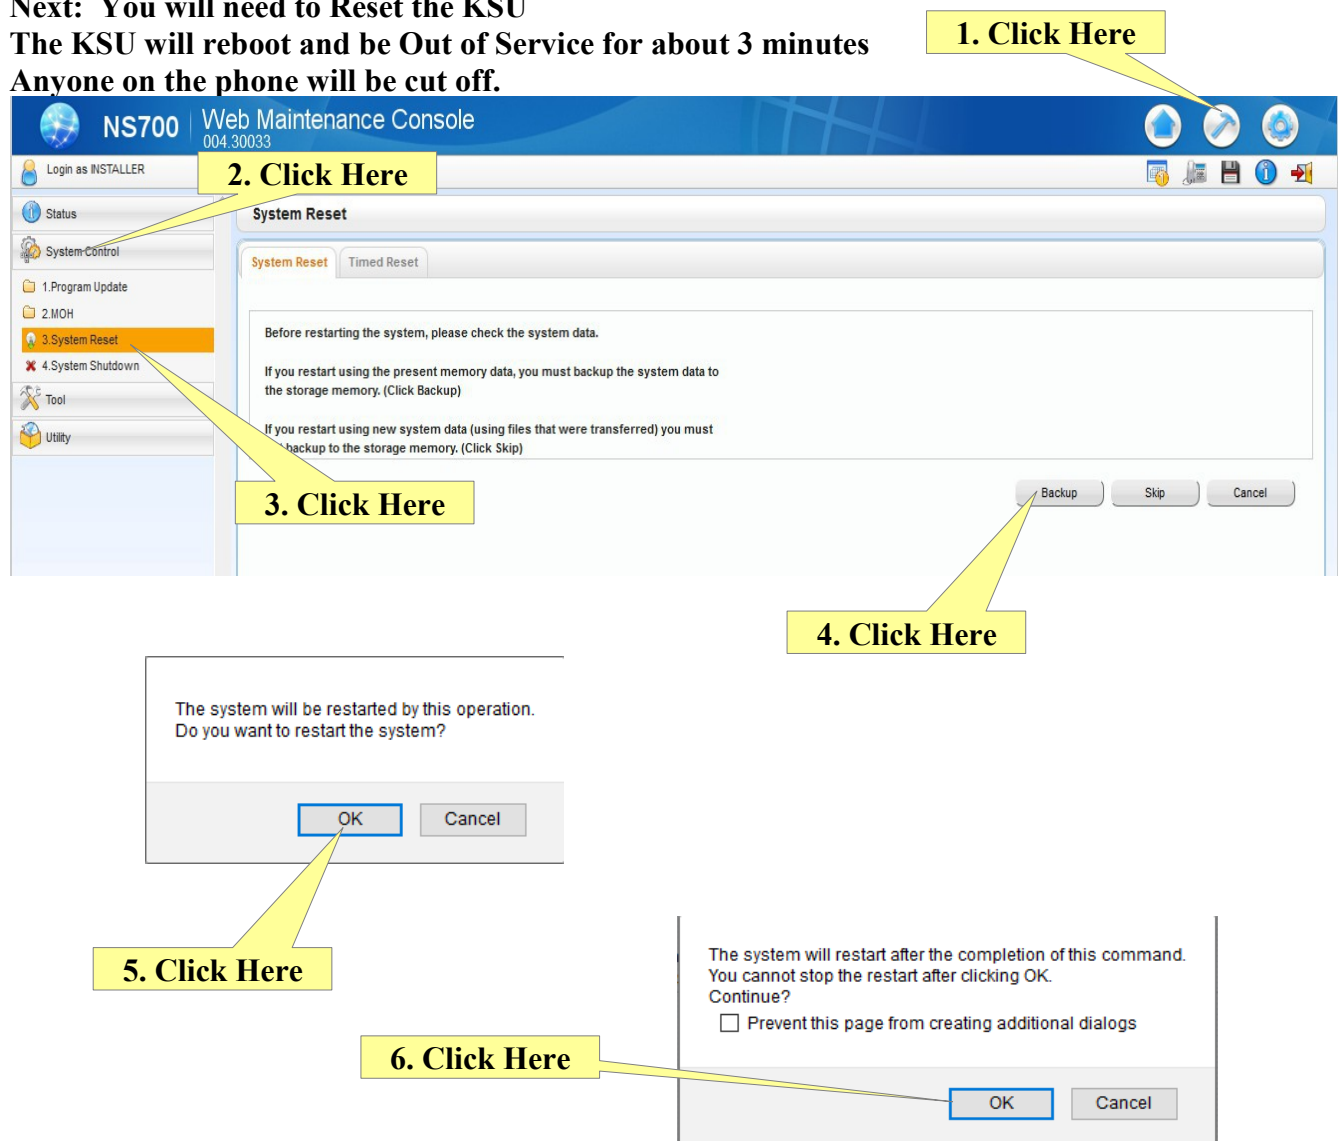 Next:  You will need to Reset the KSU
The KSU will reboot and be Out of Service for about 3 minutes
Anyone on the phone will be cut off.
1. Click Here
NS700
Web Maintenance Console
004.30033
Login as INSTALLER
2. Click Here
Status
System Reset
System Control
System Reset
Timed Reset
1.Program Update
2.MOH
3.System Reset
4.System Shutdown
Tool
Utility
Before restarting the system, please check the system data.
If you restart using the present memory data, you must backup the system data to
the storage memory. (Click Backup)
If you restart using new system data (using files that were transferred) you must
backup to the storage memory. (Click Skip)
Backup
Skip
Cancel
3. Click Here
4. Click Here
The system will be restarted by this operation.
Do you want to restart the system?
OK
Cancel
5. Click Here
The system will restart after the completion of this command.
You cannot stop the restart after clicking OK.
Continue?
Prevent this page from creating additional dialogs
6. Click Here
OK
Cancel